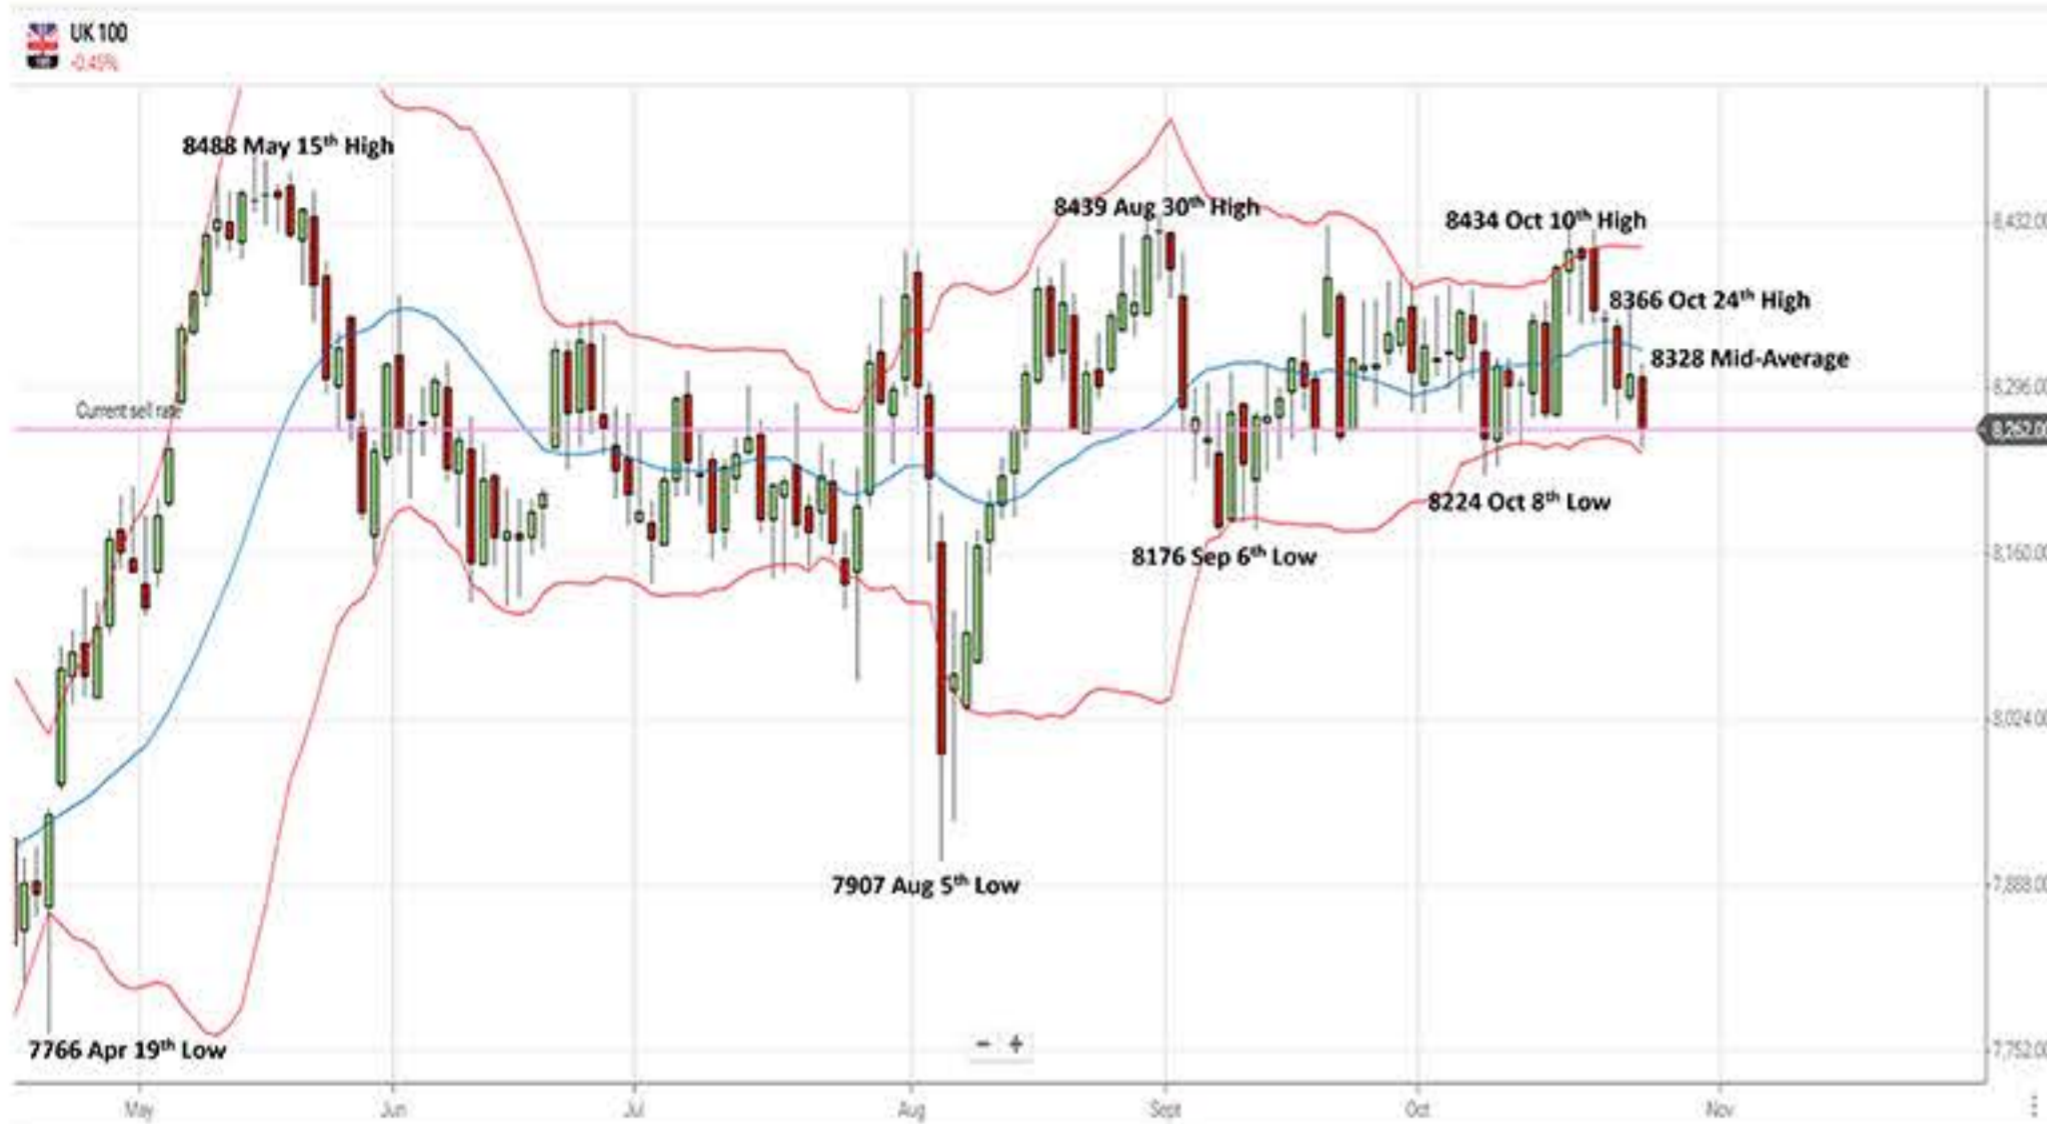 UK 100
-0.45%
8488 May 15th High
8439 Aug 30th High
8434 Oct 10th High
8,432.00
8366 Oct 24th High
8328 Mid-Average
8,296.00
Current sell rate
8,262.00
8224 Oct 8th Low
8176 Sep 6th Low
8,160.00
8,024.00
7907 Aug 5th Low
7,888.00
7766 Apr 19th Low
- +
7,752.00
May Jun Jul Aug Sept Oct Nov